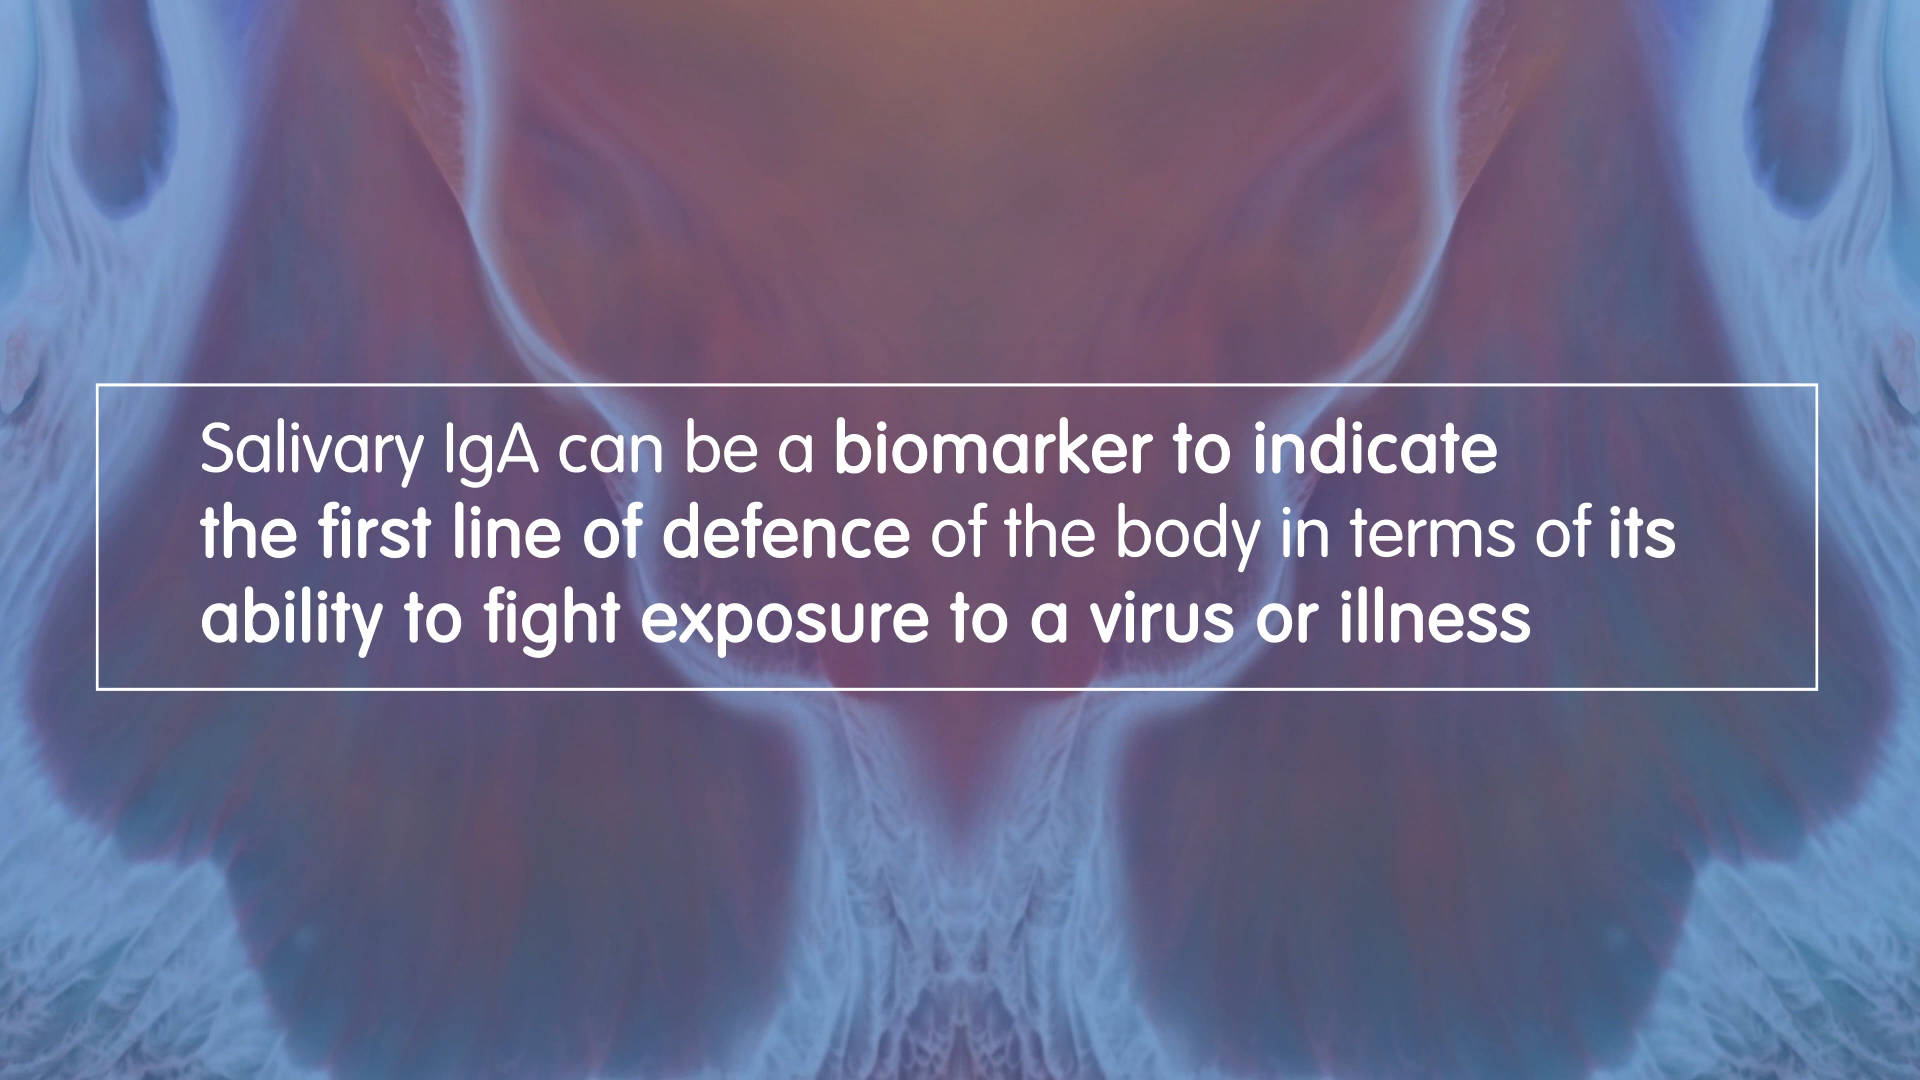 Salivary IgA can be a biomarker to indicate
the first line of defence of the body in terms of its
ability to fight exposure to a virus or illness